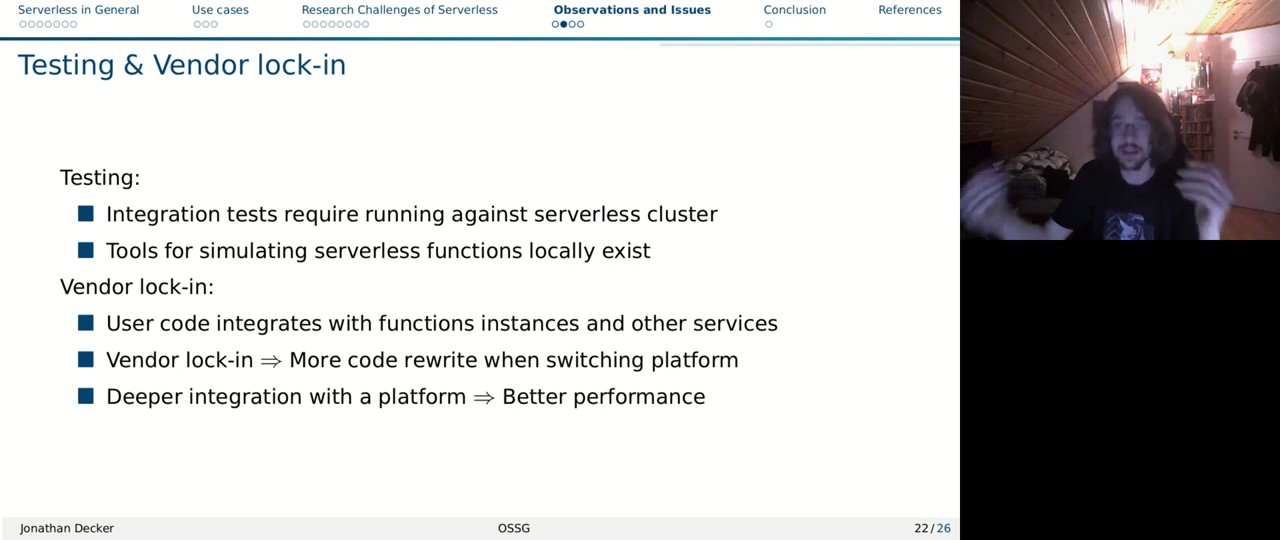 Serverless in General
Use cases
Research Challenges of Serverless
Observations and Issues
Conclusion
References
Testing & Vendor lock-in
Testing:
Integration tests require running against serverless cluster
Tools for simulating serverless functions locally exist
Vendor lock-in:
User code integrates with functions instances and other services
Vendor lock-in ⇒ More code rewrite when switching platform
Deeper integration with a platform ⇒ Better performance
Jonathan Decker
OSSG
22/26